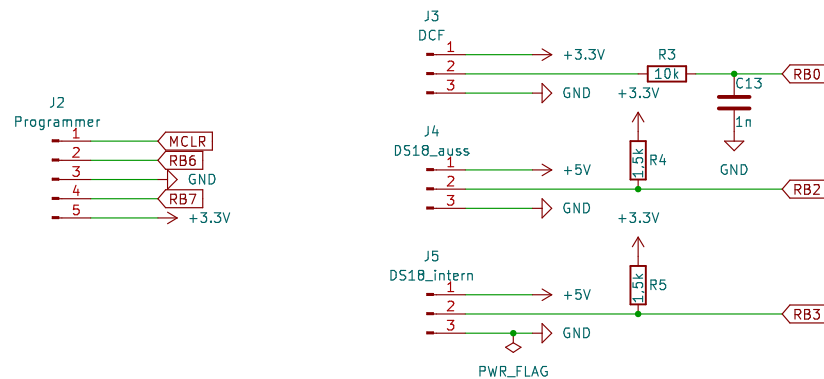 J2
Programmer
1
MCLR
2
RB6
3
GND
4
RB7
5
+3.3V
J3
DCF
1
+3.3V
2
R3
10k
RB0
3
GND
C13
1n
GND
+3.3V
J4
DS18_auss
R4
1,5k
1
+5V
2
RB2
3
GND
+3.3V
J5
DS18_intern
R5
1,5k
1
+5V
2
RB3
3
GND
PWR_FLAG